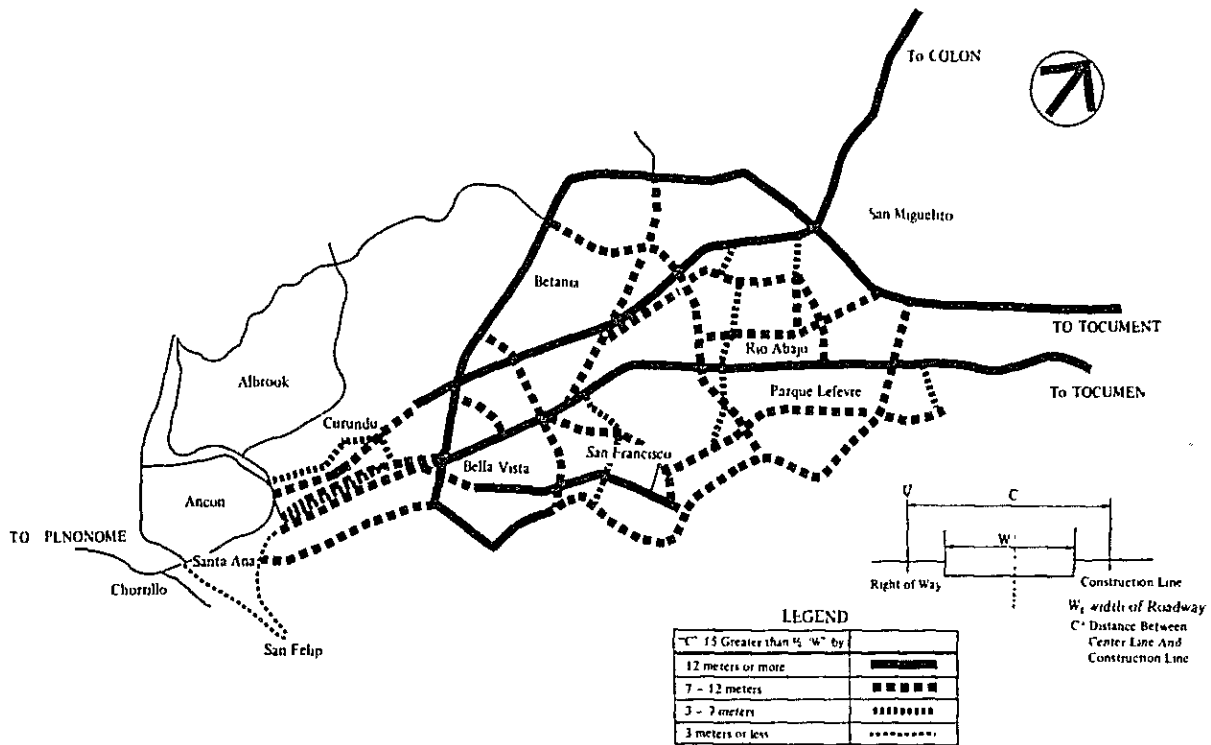 To COLON
San Miguelito
Betania
TO TOCUMENT
Rio Abajo
Albrook
To TOCUMEN
Parque Lefevre
Curundu
San Francisco
Bella Vista
Ancon
C
W
TO PLNONOME
Santa Ana
Right of Way
Construction Line
Chorrillo
W, width of Roadway
C' Distance Between
Center Line And
Construction Line
San Felip
LEGEND
"C" 15 Greater than ½ "W" by
12 meters or more
7 - 12 meters
3 - 7 meters
3 meters or less